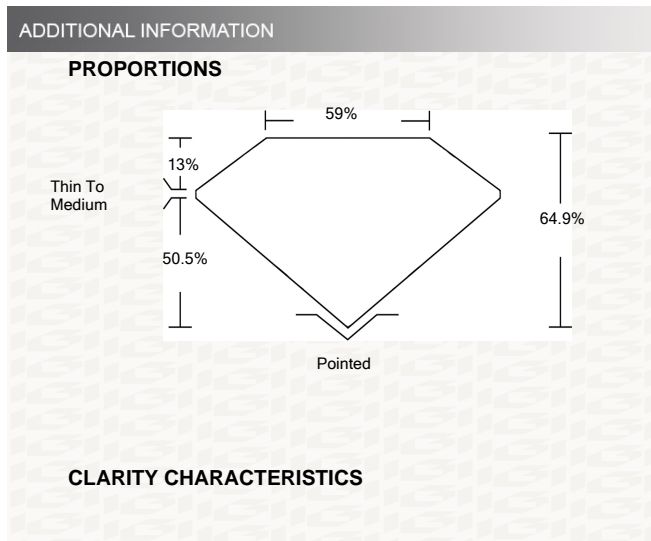 ADDITIONAL INFORMATION
PROPORTIONS
59%
13%
Thin To
Medium
64.9%
50.5%
Pointed
CLARITY CHARACTERISTICS